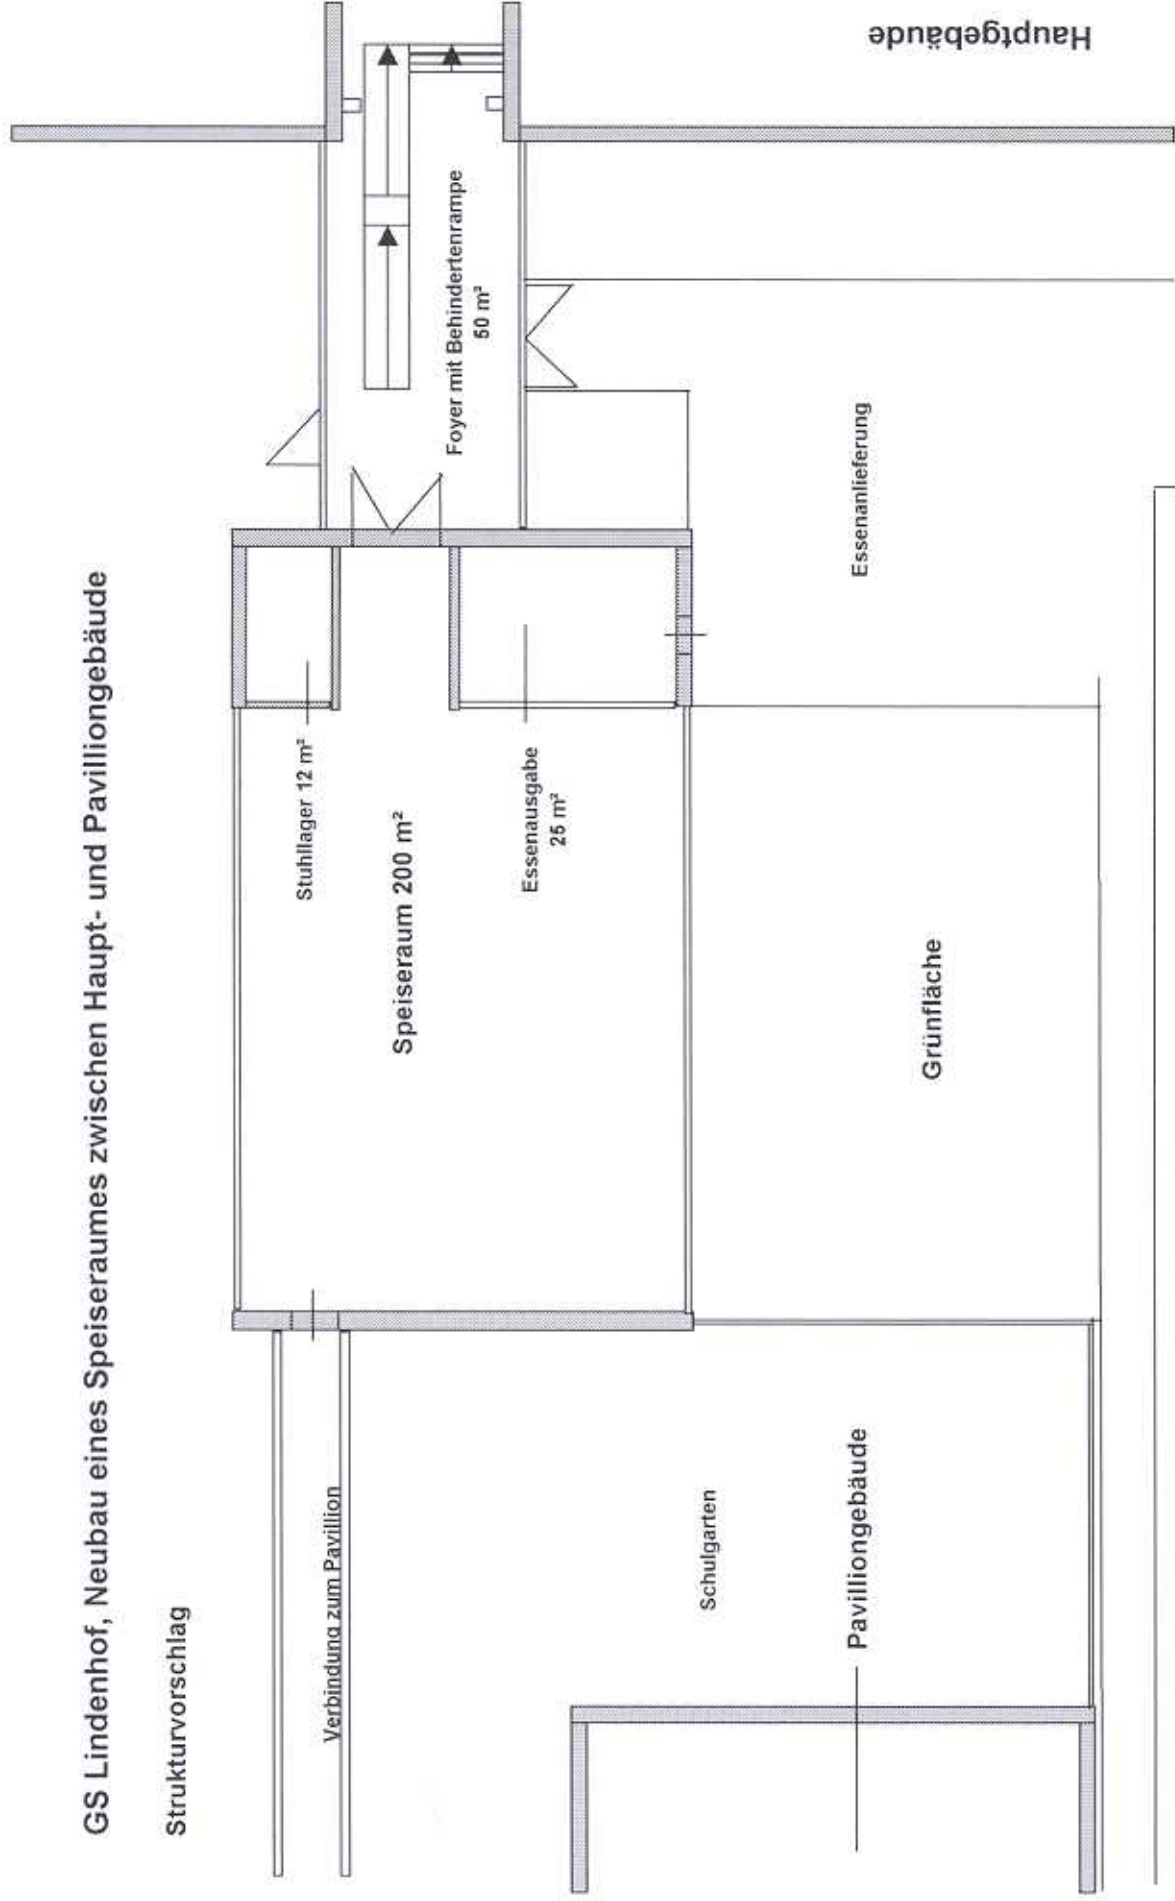 GS Lindenhof, Neubau eines Speiseraumes zwischen Haupt- und Pavilliongebäude
Strukturvorschlag
Verbindung zum Pavillion
Stuhllager 12 m²
Speiseraum 200 m²
Foyer mit Behindertenrampe
50 m²
Essenausgabe
25 m²
Schulgarten
Pavilliongebäude
Grünfläche
Essenanlieferung
Hauptgebäude